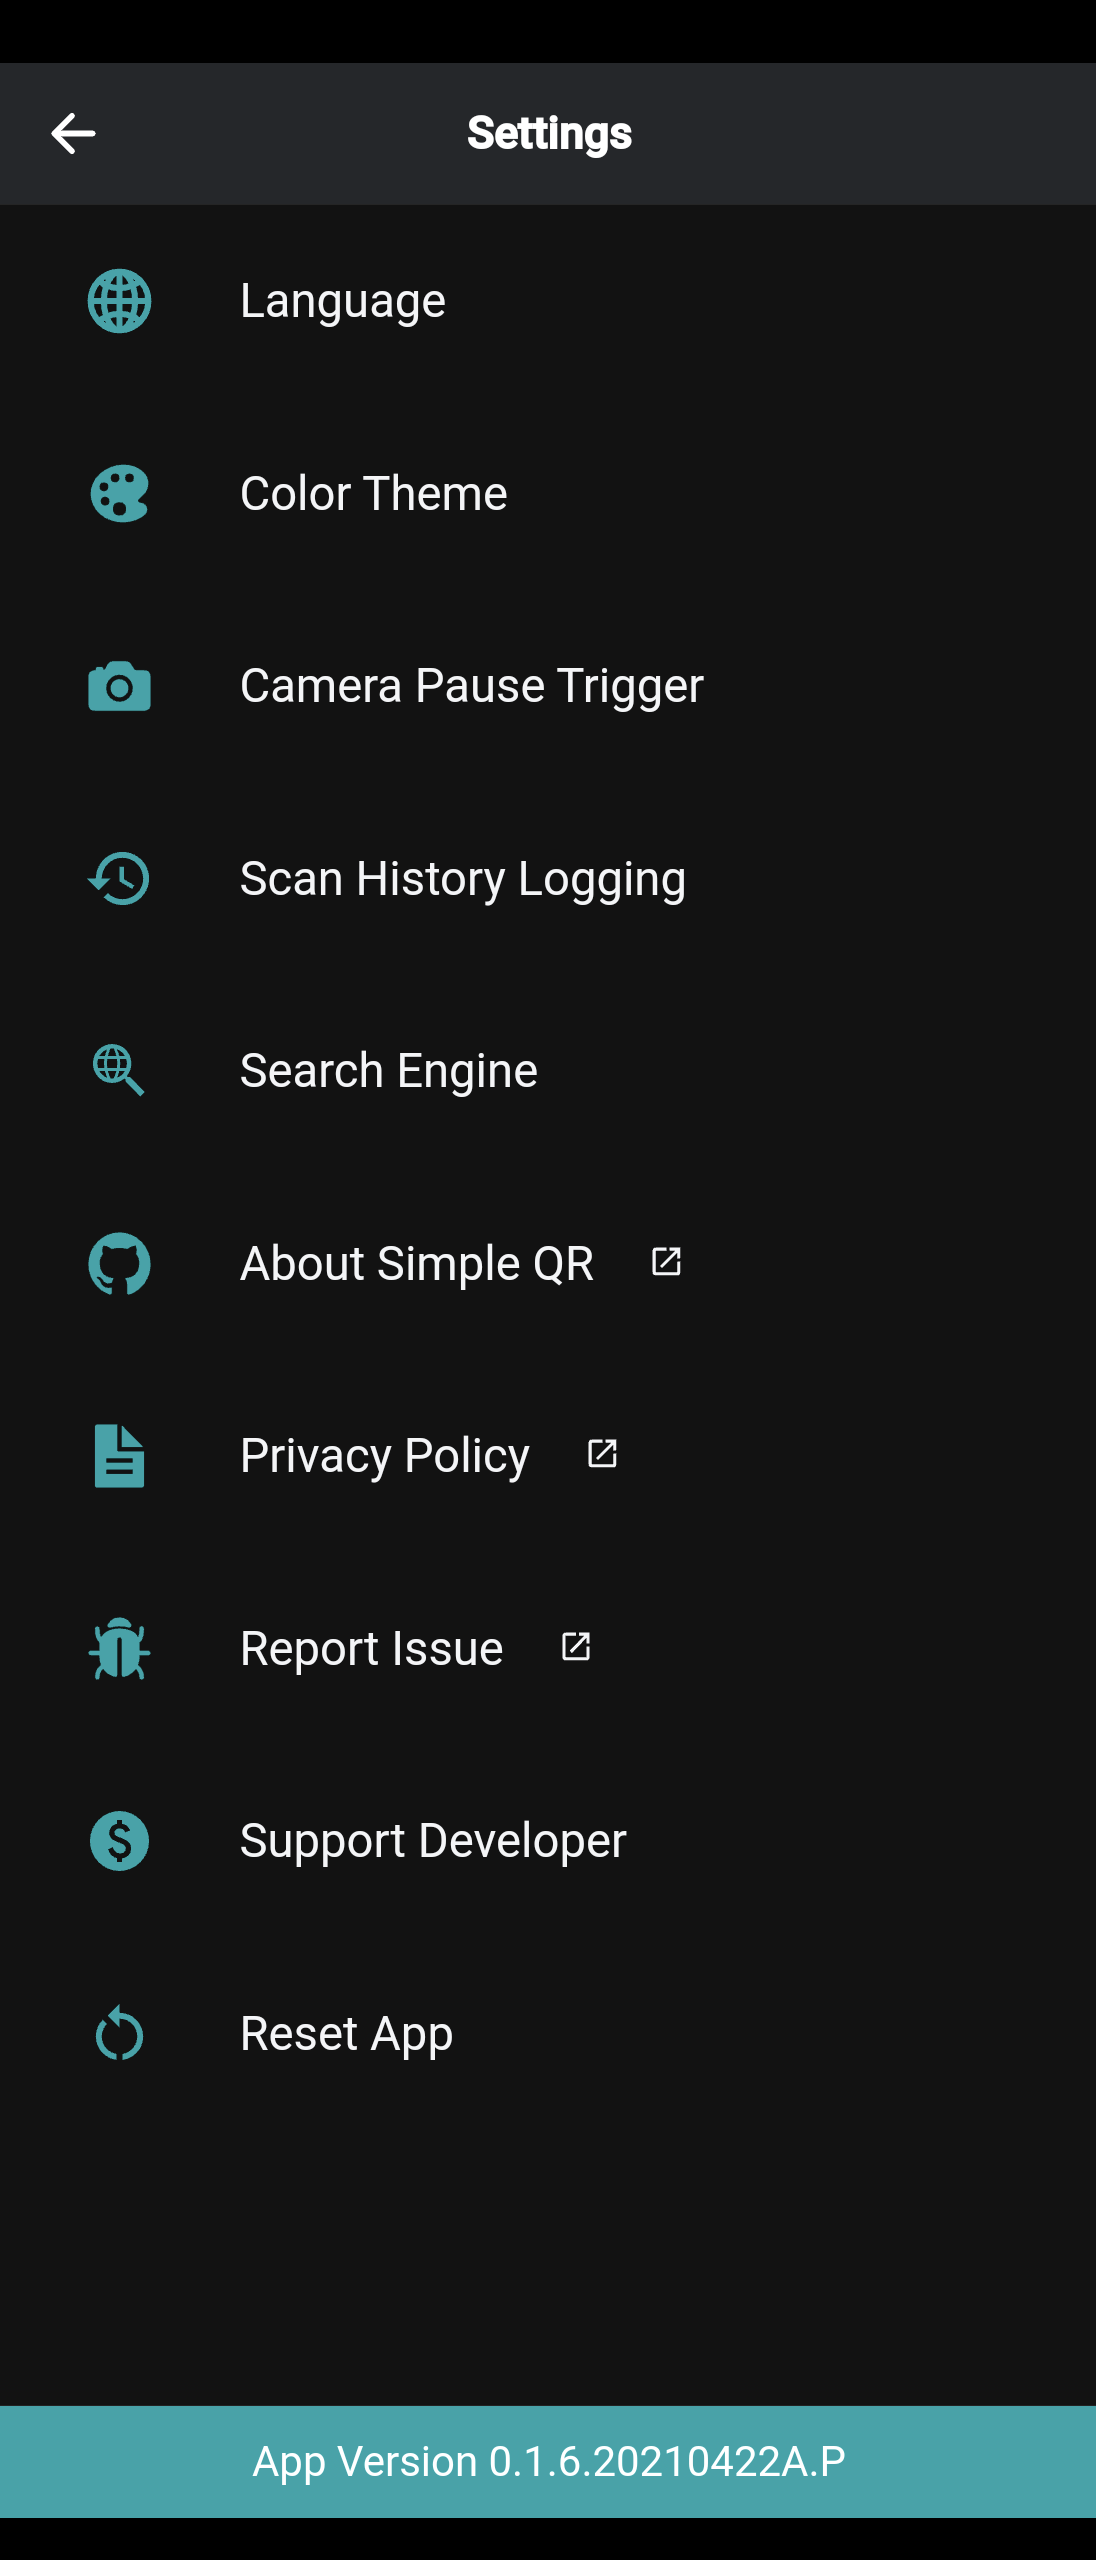 Settings
Language
Color Theme
Camera Pause Trigger
Scan History Logging
Search Engine
About Simple QR
Privacy Policy
Report Issue
Support Developer
Reset App
App Version 0.1.6.20210422A.P